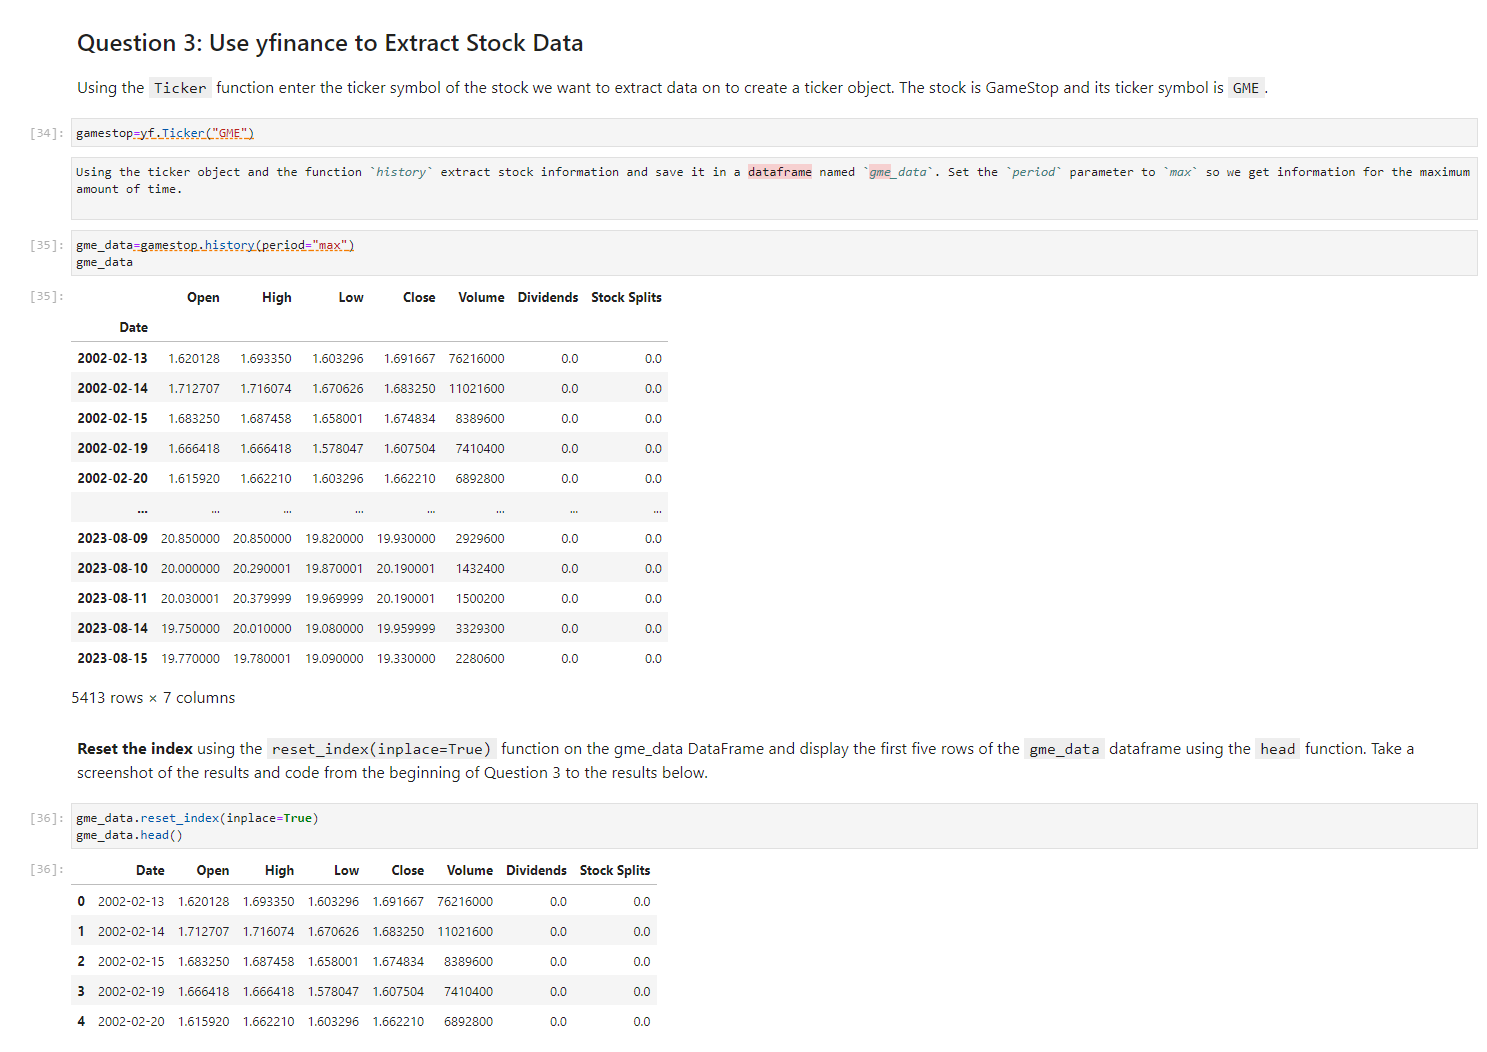 Question 3: Use yfinance to Extract Stock Data
Using the Ticker function enter the ticker symbol of the stock we want to extract data on to create a ticker object. The stock is GameStop and its ticker symbol is GME.
[34]: gamestop=yf.Ticker("GME")
Using the ticker object and the function `history` extract stock information and save it in a dataframe named `gme_data`. Set the `period` parameter to `max` so we get information for the maximum
amount of time.
[35]: gme_data=gamestop.history(period="max")
gme_data
[35]: Open High Low Close Volume Dividends Stock Splits
Date
2002-02-13 1.620128 1.693350 1.603296 1.691667 76216000 0.0 0.0
2002-02-14 1.712707 1.716074 1.670626 1.683250 11021600 0.0 0.0
2002-02-15 1.683250 1.687458 1.658001 1.674834 8389600 0.0 0.0
2002-02-19 1.666418 1.666418 1.578047 1.607504 7410400 0.0 0.0
2002-02-20 1.615920 1.662210 1.603296 1.662210 6892800 0.0 0.0
... ... ... ... ... ... ... ...
2023-08-09 20.850000 20.850000 19.820000 19.930000 2929600 0.0 0.0
2023-08-10 20.000000 20.290001 19.870001 20.190001 1432400 0.0 0.0
2023-08-11 20.030001 20.379999 19.969999 20.190001 1500200 0.0 0.0
2023-08-14 19.750000 20.010000 19.080000 19.959999 3329300 0.0 0.0
2023-08-15 19.770000 19.780001 19.090000 19.330000 2280600 0.0 0.0
5413 rows × 7 columns
Reset the index using the reset_index(inplace=True) function on the gme_data DataFrame and display the first five rows of the gme_data dataframe using the head function. Take a
screenshot of the results and code from the beginning of Question 3 to the results below.
[36]: gme_data.reset_index(inplace=True)
gme_data.head()
[36]: Date Open High Low Close Volume Dividends Stock Splits
0 2002-02-13 1.620128 1.693350 1.603296 1.691667 76216000 0.0 0.0
1 2002-02-14 1.712707 1.716074 1.670626 1.683250 11021600 0.0 0.0
2 2002-02-15 1.683250 1.687458 1.658001 1.674834 8389600 0.0 0.0
3 2002-02-19 1.666418 1.666418 1.578047 1.607504 7410400 0.0 0.0
4 2002-02-20 1.615920 1.662210 1.603296 1.662210 6892800 0.0 0.0